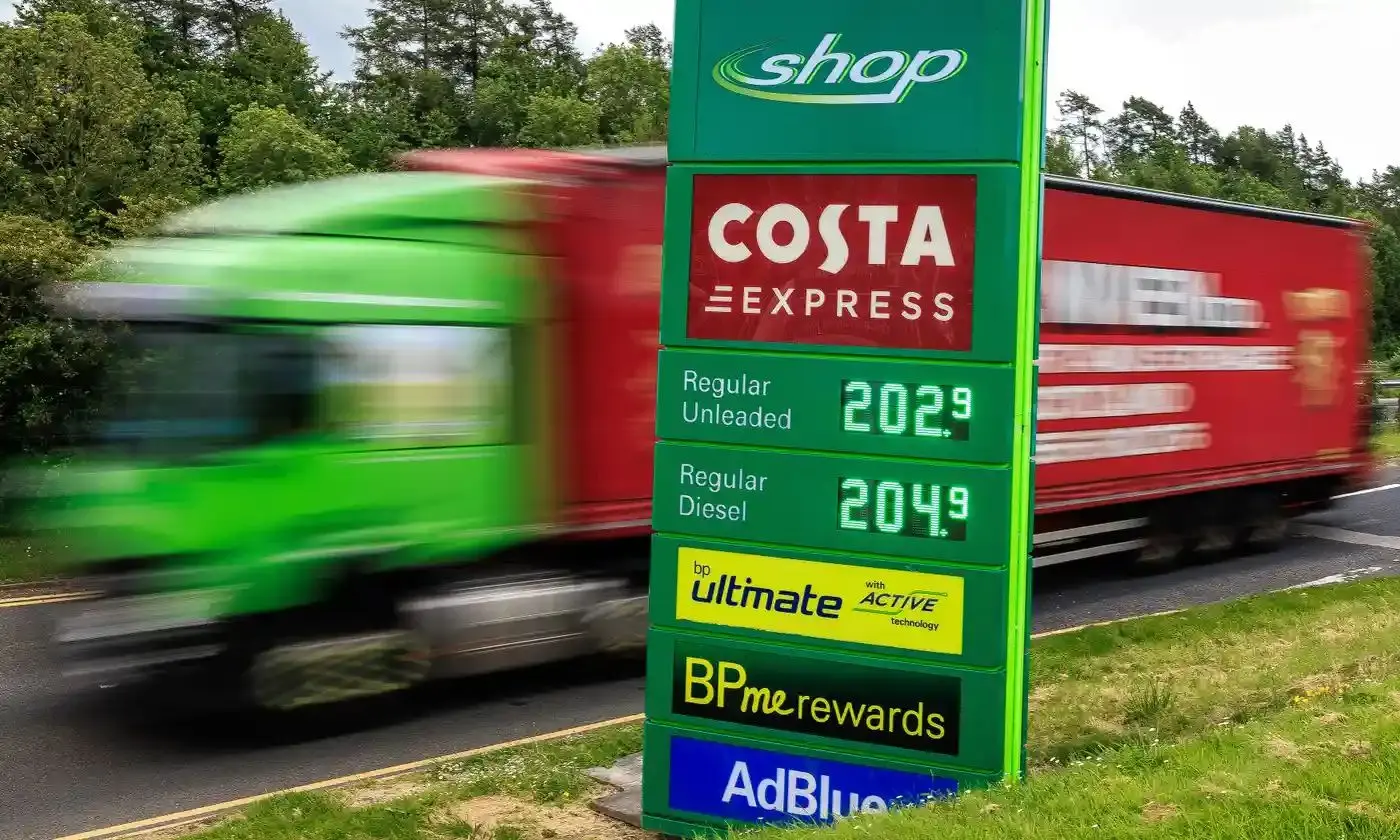 shop
COSTA
EXPRESS
Regular
Unleaded
202.9
Regular
Diesel
204.9
bp
ultimate
with
ACTIVE
technology
BPme rewards
AdBlue